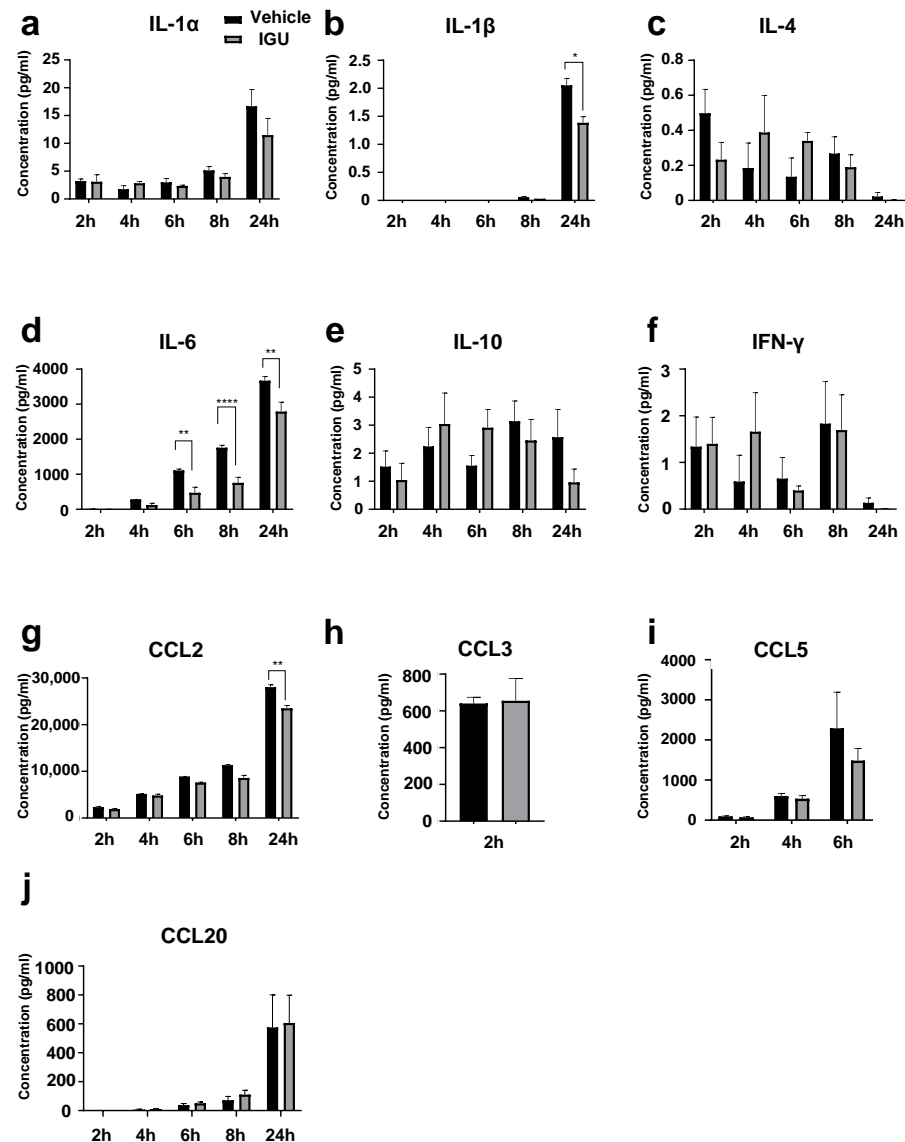 a IL-1α
Vehicle
IGU
Concentration (pg/ml)
25
20
15
10
5
0
2h 4h 6h 8h 24h
b IL-1β
Concentration (pg/ml)
2.5
2.0
1.5
1.0
0.5
0
*
2h 4h 6h 8h 24h
c IL-4
Concentration (pg/ml)
0.8
0.6
0.4
0.2
0
2h 4h 6h 8h 24h
d IL-6
Concentration (pg/ml)
4000
3000
2000
1000
0
**
****
**
2h 4h 6h 8h 24h
e IL-10
Concentration (pg/ml)
5
4
3
2
1
0
2h 4h 6h 8h 24h
f IFN-γ
Concentration (pg/ml)
3
2
1
0
2h 4h 6h 8h 24h
g CCL2
Concentration (pg/ml)
30,000
20,000
10,000
0
**
2h 4h 6h 8h 24h
h CCL3
Concentration (pg/ml)
800
600
400
200
0
2h
i CCL5
Concentration (pg/ml)
4000
3000
2000
1000
0
2h 4h 6h
j
CCL20
Concentration (pg/ml)
1000
800
600
400
200
0
2h 4h 6h 8h 24h